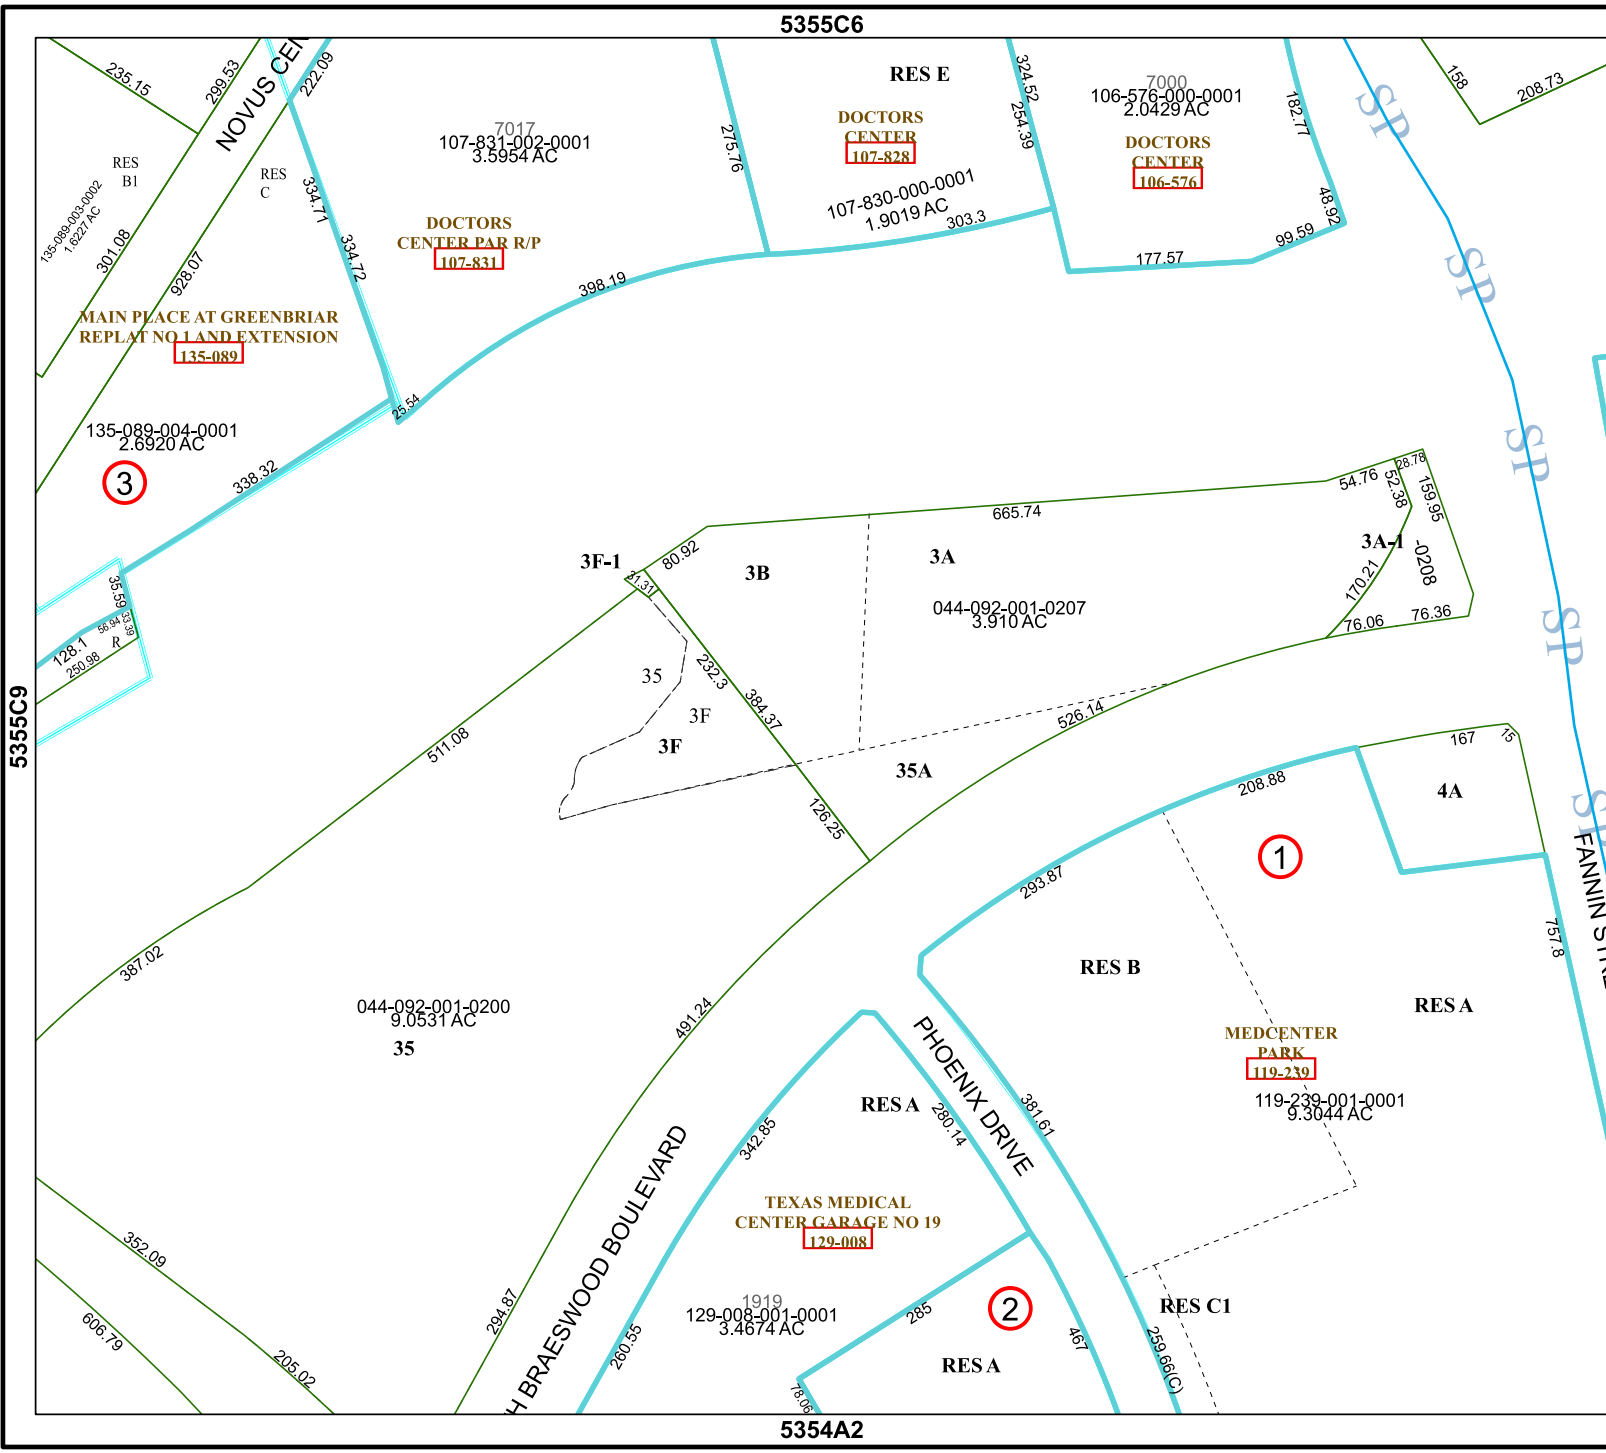 5355C6
235.15
299.53
NOVUS CEN
222.09
RES
B1
RES
C
135-089-003-0002
1.6227 AC
301.08
928.07
334.71
334.72
7017
107-831-002-0001
3.5954 AC
DOCTORS
CENTER PAR R/P
107-831
275.76
RES E
DOCTORS
CENTER
107-828
107-830-000-0001
1.9019 AC
303.3
324.52
254.39
7000
106-576-000-0001
2.0429 AC
DOCTORS
CENTER
106-576
182.77
48.92
99.59
177.57
158
208.73
SP
SP
SP
SP
SP
398.19
25.54
MAIN PLACE AT GREENBRIAR
REPLAT NO 1 AND EXTENSION
135-089
135-089-004-0001
2.6920 AC
3
338.32
35.59
33.39
56.94
R
128.1
250.98
5355C9
3F-1
31.31
80.92
3B
3A
665.74
54.76
52.38
28.78
159.95
3A-1
-0208
170.21
76.06
76.36
044-092-001-0207
3.910 AC
35
3F
3F
232.3
384.37
126.25
35A
526.14
511.08
387.02
044-092-001-0200
9.0531 AC
35
491.24
167
15
4A
208.88
293.87
1
FANNIN STRE
757.8
RES B
RES A
MEDCENTER
PARK
119-239
119-239-001-0001
9.3044 AC
PHOENIX DRIVE
381.61
280.14
RES A
342.85
H BRAESWOOD BOULEVARD
TEXAS MEDICAL
CENTER GARAGE NO 19
129-008
1919
129-008-001-0001
3.4674 AC
294.87
260.55
285
2
RES A
467
78.06
RES C1
259.66(C)
352.09
205.02
606.79
5354A2